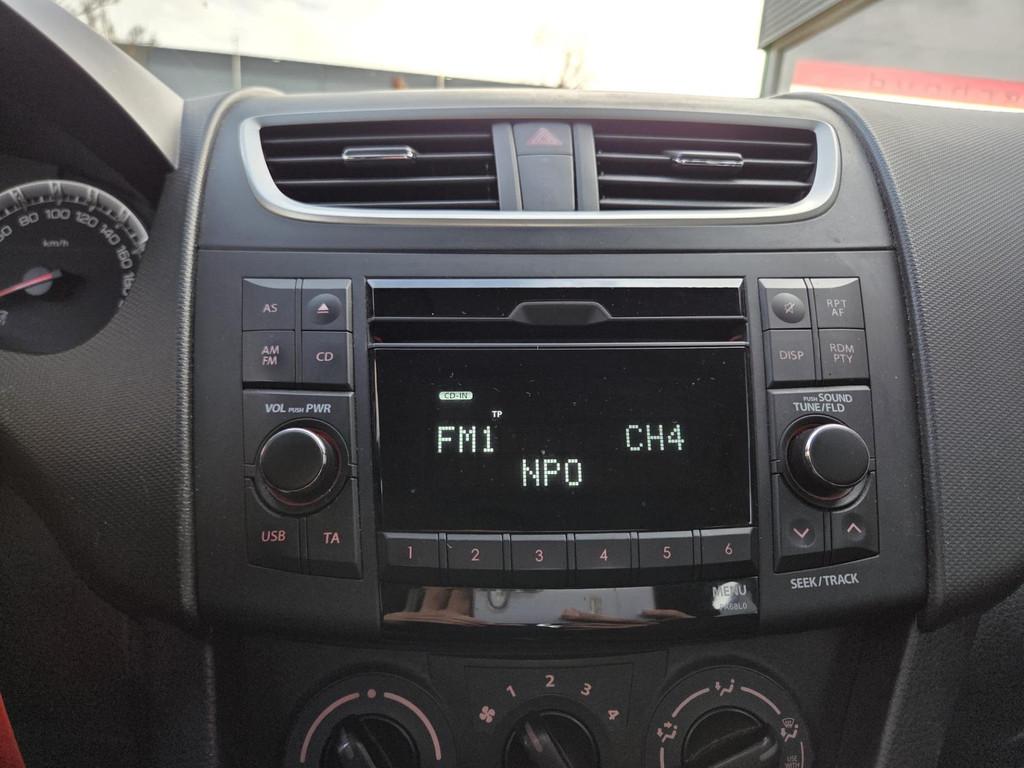 80 100 120 140 160
km/h
AS
AM
FM
CD
VOL PUSH PWR
USB
TA
CD-IN
TP
FM1
CH4
NPO
1 2 3 4 5 6
RPT
AF
DISP
RDM
PTY
PUSH SOUND
TUNE/FLD
SEEK/TRACK
MENU
1 2 3 4
USE
WITH